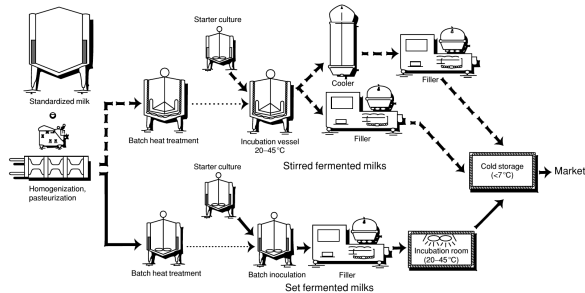 Starter culture
Standardized milk
Cooler
Filler
Batch heat treatment
Incubation vessel
20–45°C
Filler
Homogenization,
pasteurization
Stirred fermented milks
Cold storage
(<7°C)
Market
Starter culture
Batch heat treatment
Batch inoculation
Filler
Incubation room
(20–45°C)
Set fermented milks